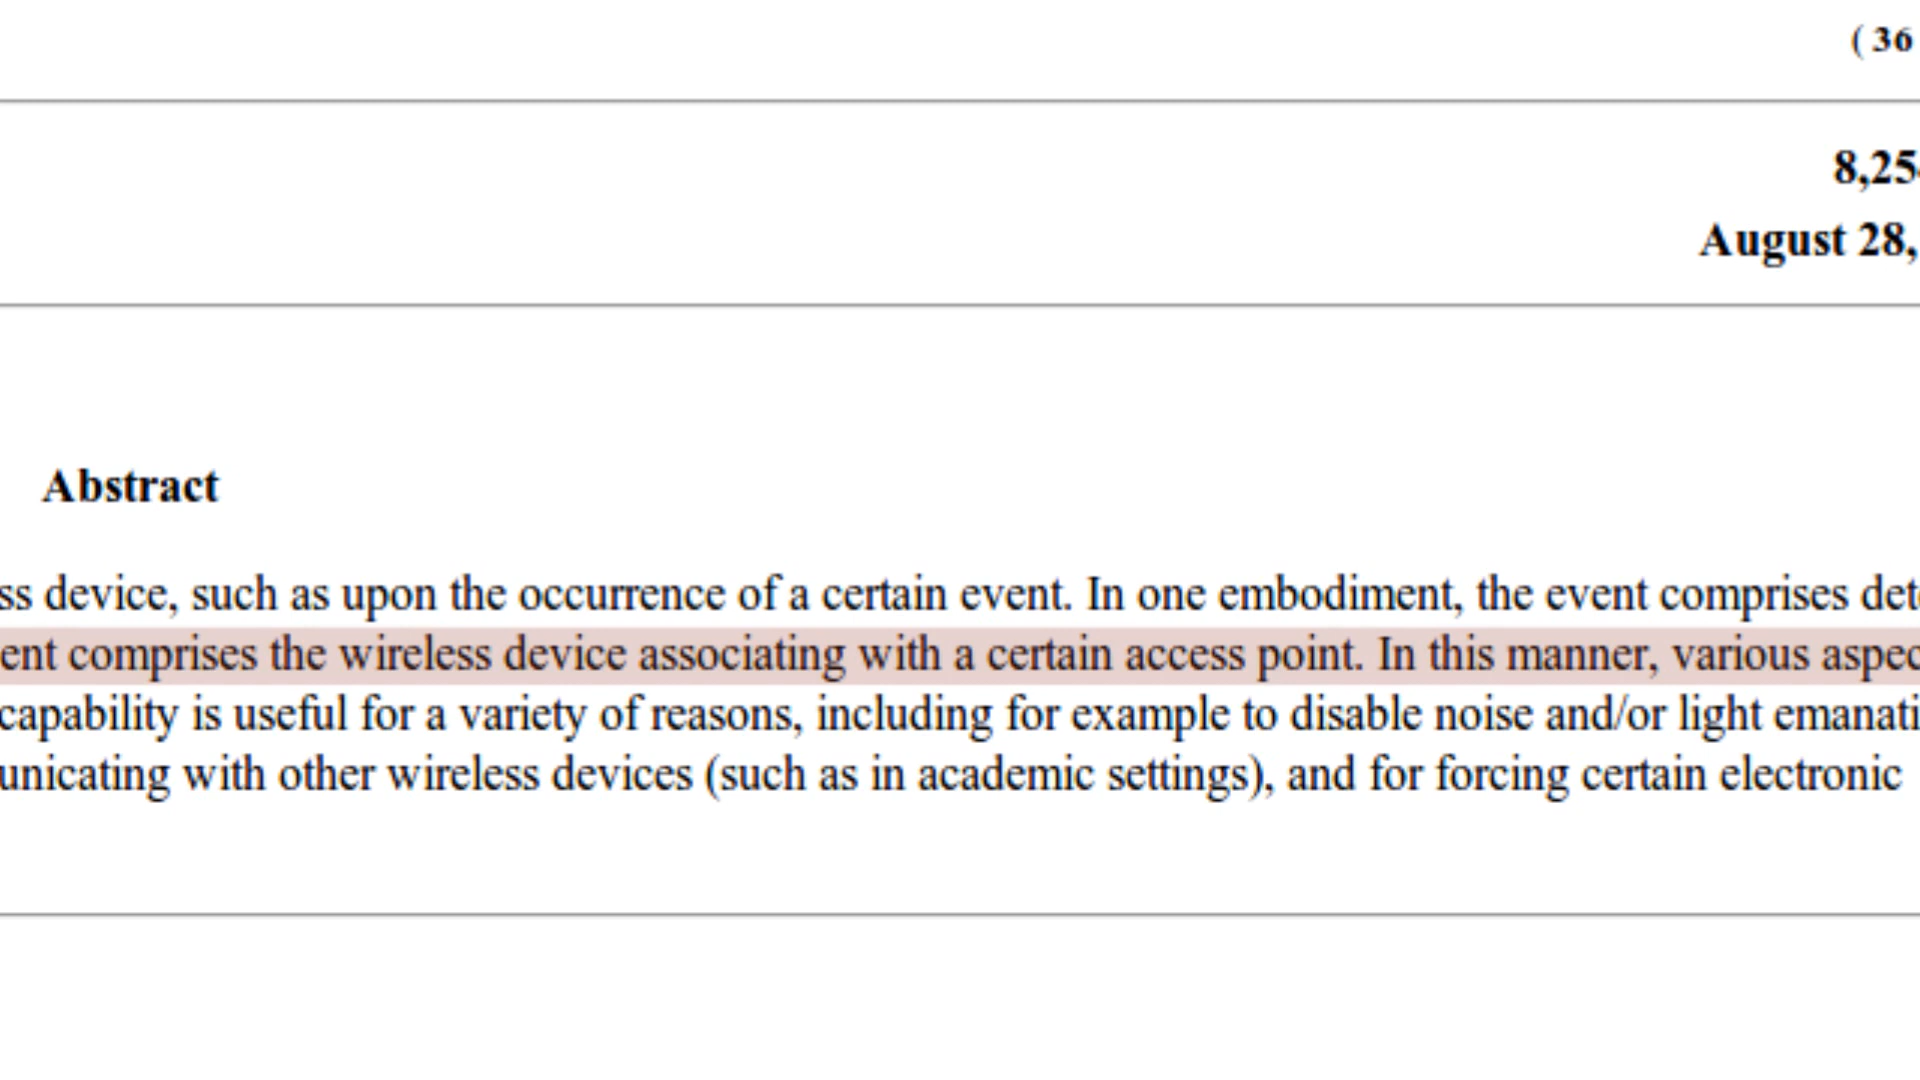 ( 36
8,25
August 28,
Abstract
ss device, such as upon the occurrence of a certain event. In one embodiment, the event comprises det
ent comprises the wireless device associating with a certain access point. In this manner, various aspec
capability is useful for a variety of reasons, including for example to disable noise and/or light emanati
unicating with other wireless devices (such as in academic settings), and for forcing certain electronic